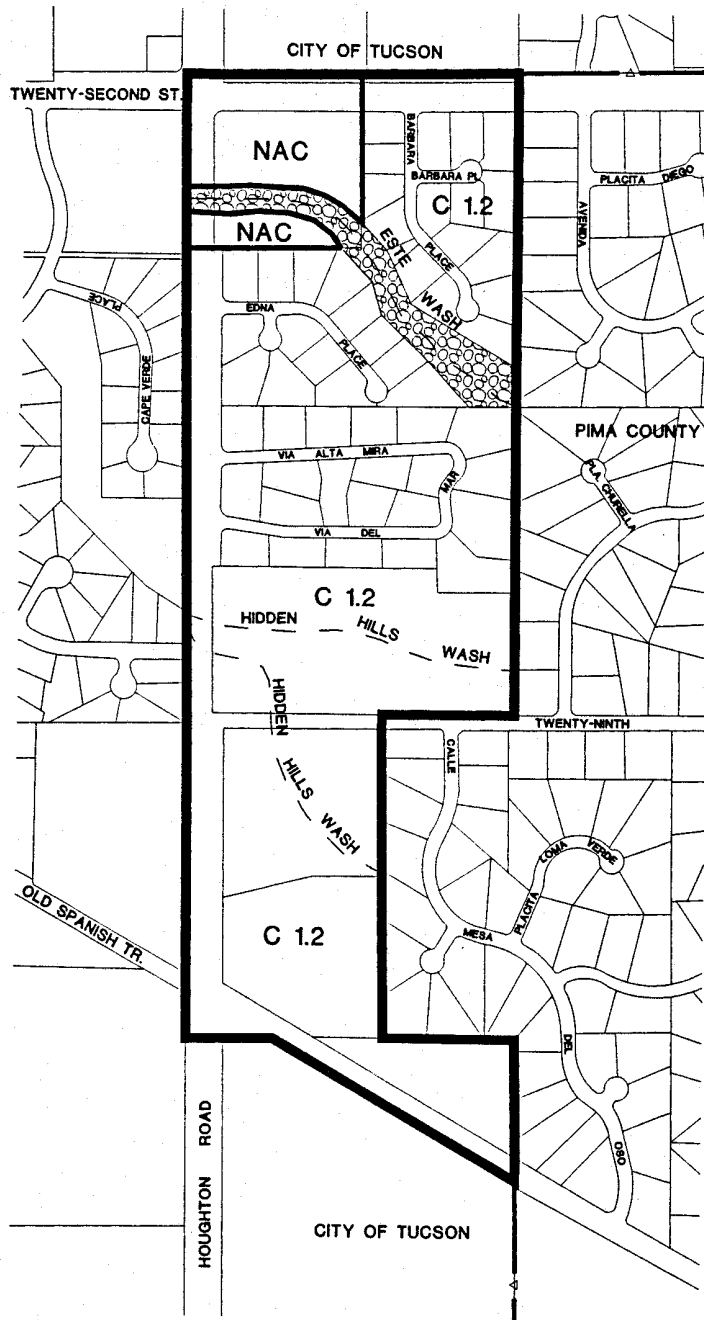 CITY OF TUCSON
TWENTY-SECOND ST.
NAC
BARBARA
BARBARA PL
PLACE
C 1.2
PLACITA DIEGO
AVENIDA
NAC
ESTE
WASH
EDNA
PLACE
PLACE
CAPE VERDE
PIMA COUNTY
VIA ALTA MIRA
MAR
VIA DEL
PLA. CHURELLA
C 1.2
HIDDEN HILLS WASH
HIDDEN
HILLS
WASH
TWENTY-NINTH
CALLE
LOMA VERDE
PLACITA
OLD SPANISH TR.
C 1.2
MESA
DEL
OSO
HOUGHTON ROAD
CITY OF TUCSON